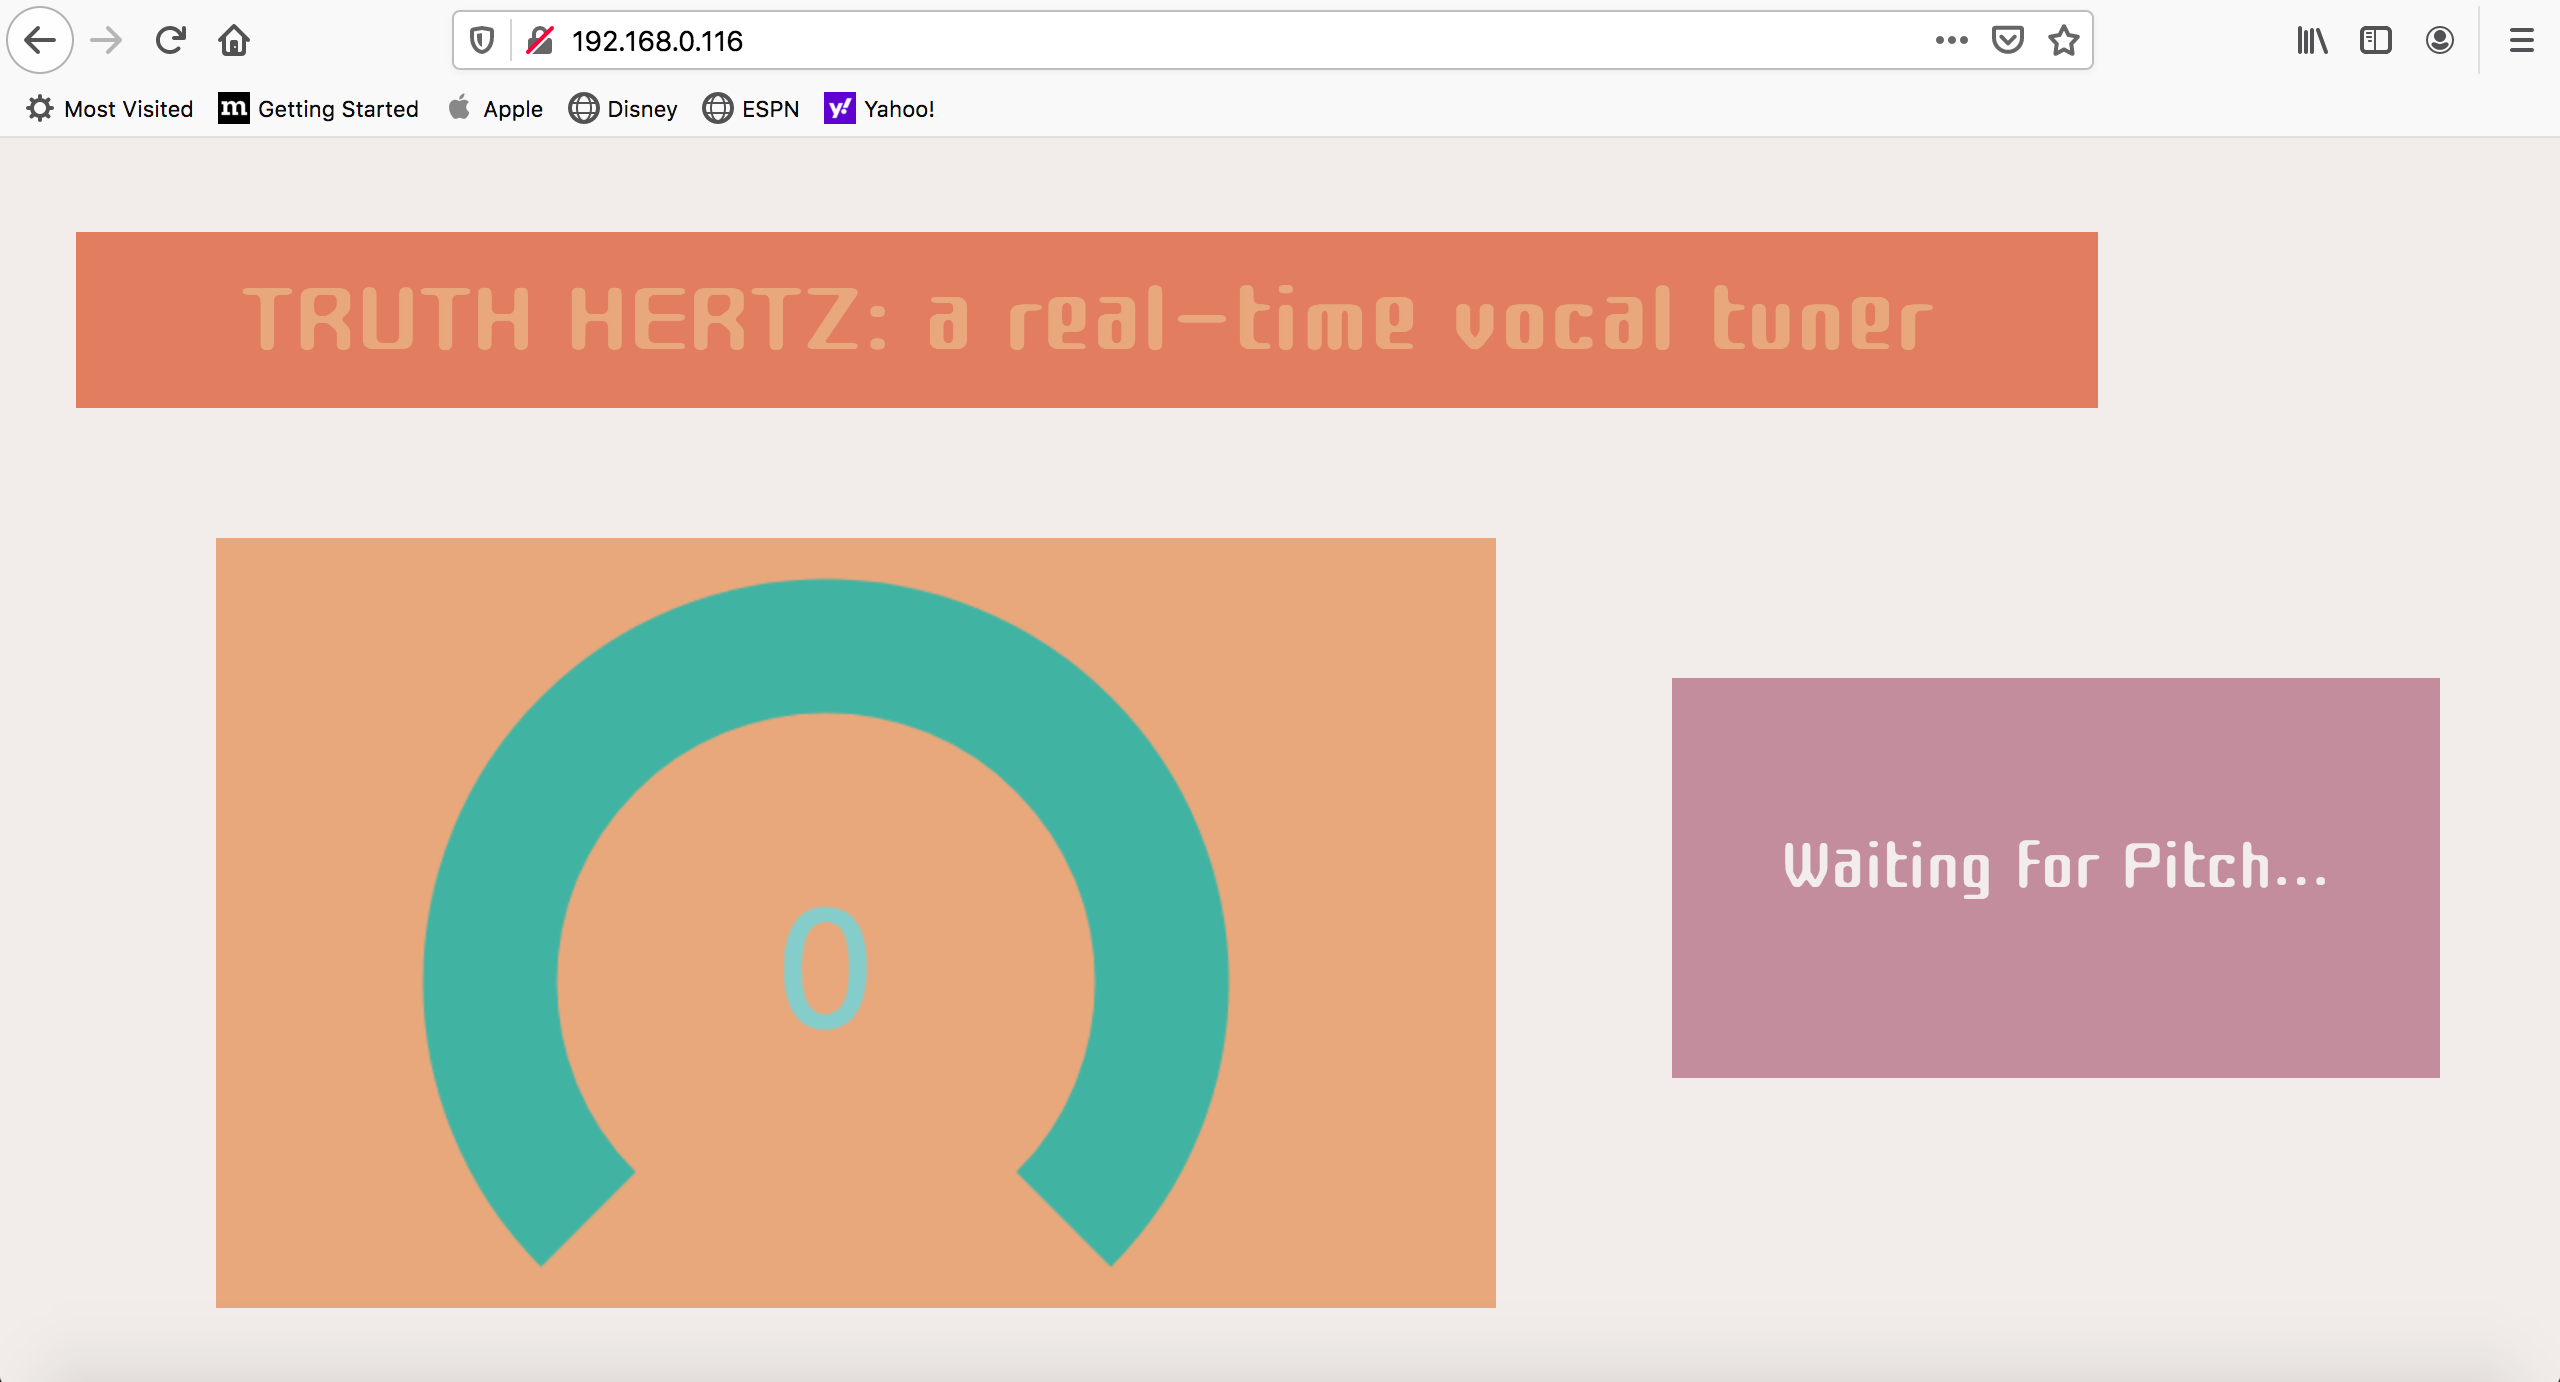 192.168.0.116
Most Visited m Getting Started Apple Disney ESPN y! Yahoo!
TRUTH HERTZ: a real-time vocal tuner
0
Waiting for Pitch...